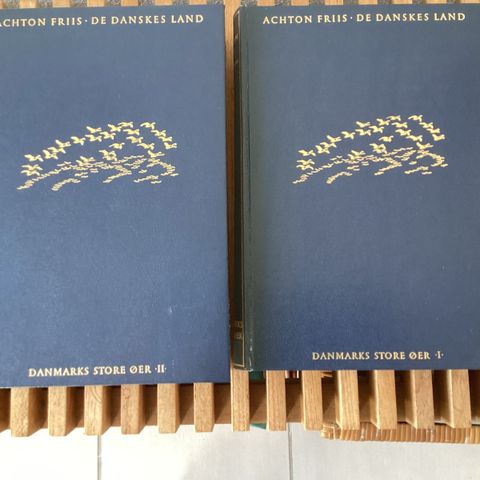 ACHTON FRIIS · DE DANSKES LAND
DANMARKS STORE ØER · II ·
ACHTON FRIIS · DE DANSKES LAND
DANMARKS STORE ØER · I ·